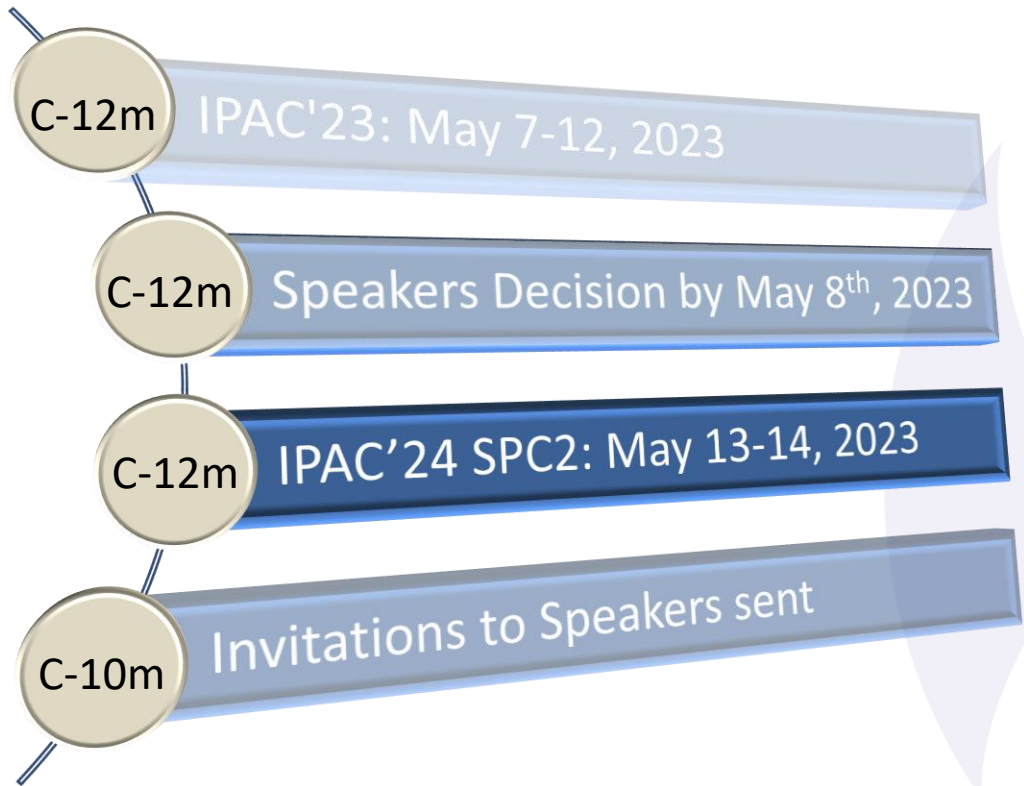 C-12m
IPAC'23: May 7-12, 2023
C-12m
Speakers Decision by May 8th, 2023
C-12m
IPAC’24 SPC2: May 13-14, 2023
C-10m
Invitations to Speakers sent